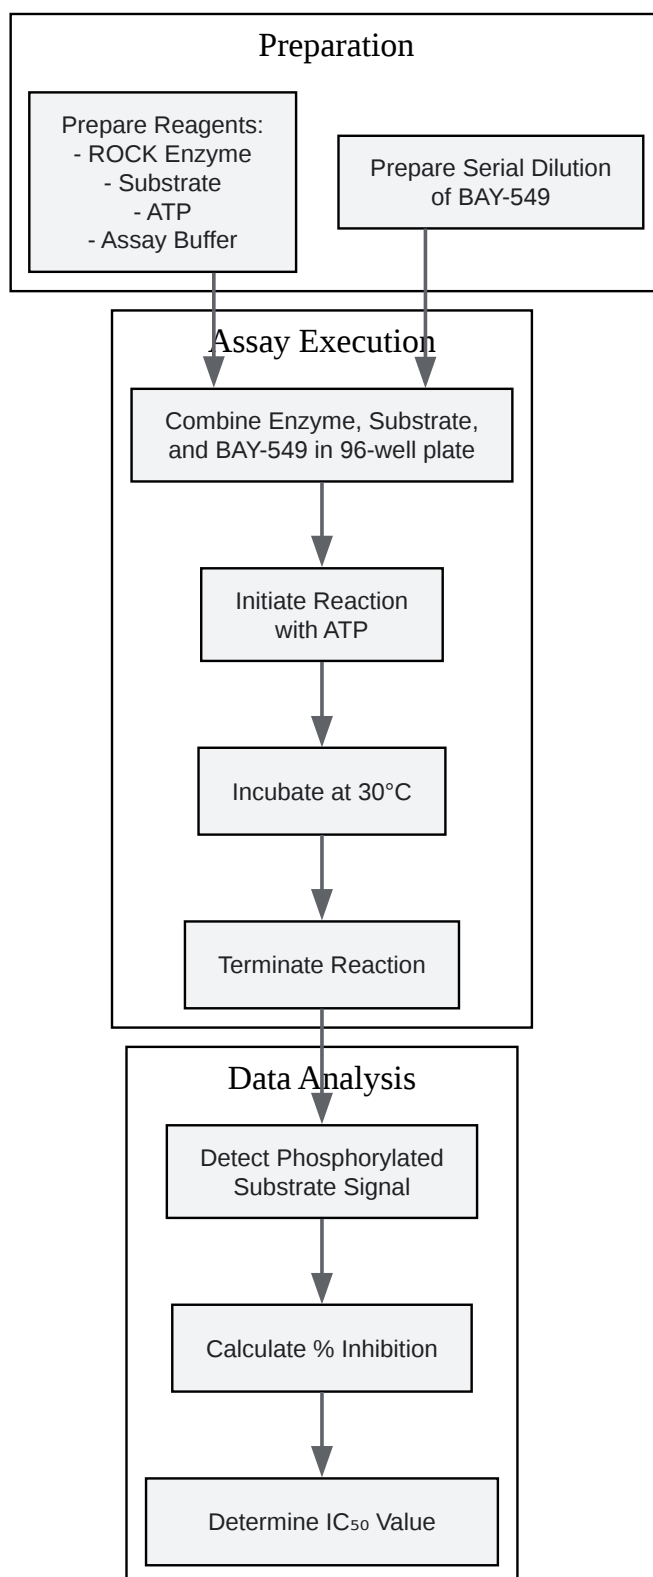 Preparation
Prepare Reagents:
- ROCK Enzyme
- Substrate
- ATP
- Assay Buffer
Prepare Serial Dilution
of BAY-549
Assay Execution
Combine Enzyme, Substrate,
and BAY-549 in 96-well plate
Initiate Reaction
with ATP
Incubate at 30°C
Terminate Reaction
Data Analysis
Detect Phosphorylated
Substrate Signal
Calculate % Inhibition
Determine IC₅₀ Value